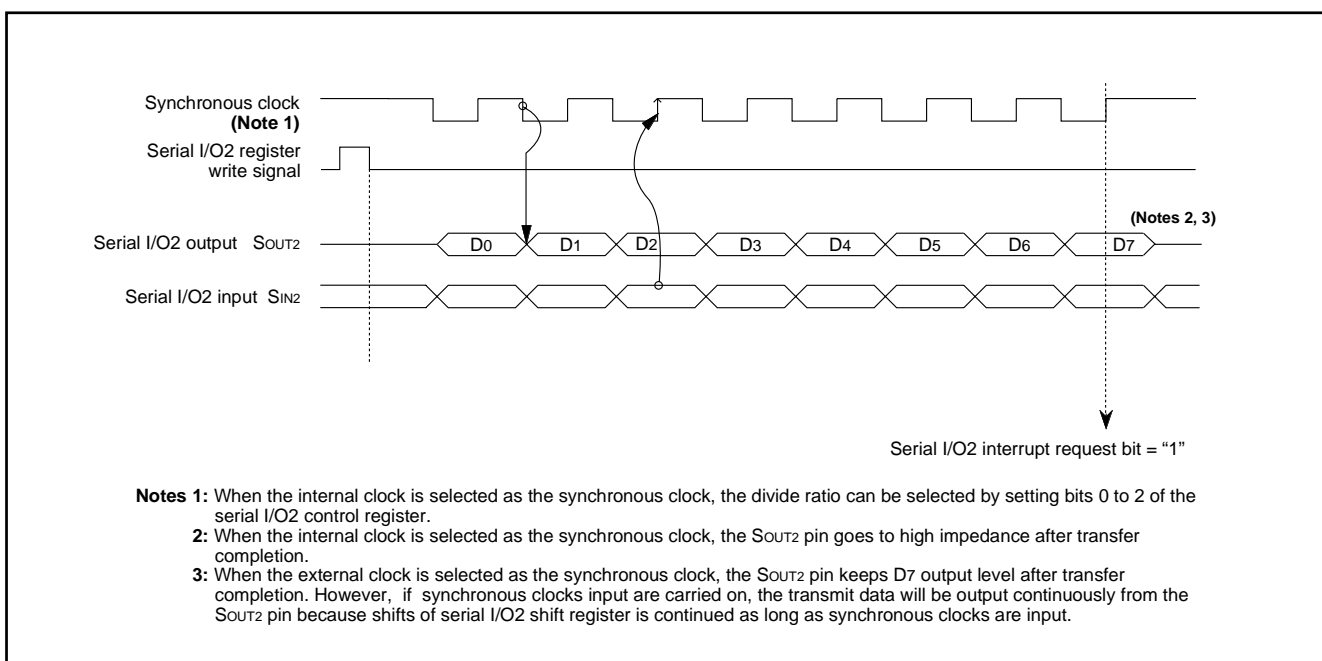 Synchronous clock
(Note 1)
Serial I/O2 register
write signal
(Notes 2, 3)
Serial I/O2 output SOUT2
D0 D1 D2 D3 D4 D5 D6 D7
Serial I/O2 input SIN2
Serial I/O2 interrupt request bit = “1”
Notes 1: When the internal clock is selected as the synchronous clock, the divide ratio can be selected by setting bits 0 to 2 of the
serial I/O2 control register.
2: When the internal clock is selected as the synchronous clock, the SOUT2 pin goes to high impedance after transfer
completion.
3: When the external clock is selected as the synchronous clock, the SOUT2 pin keeps D7 output level after transfer
completion. However, if synchronous clocks input are carried on, the transmit data will be output continuously from the
SOUT2 pin because shifts of serial I/O2 shift register is continued as long as synchronous clocks are input.